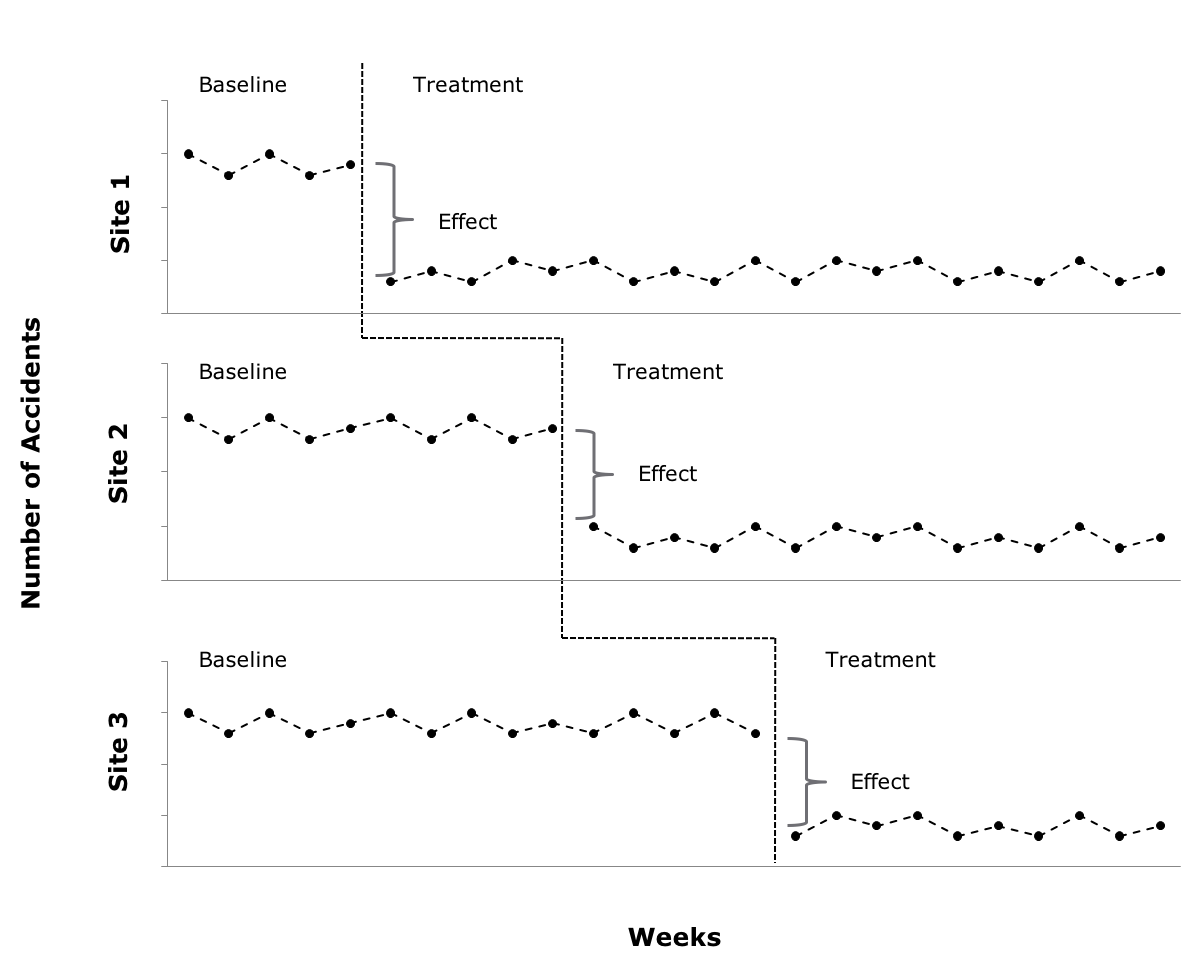 Baseline
Treatment
Site 1
Effect
Number of Accidents
Baseline
Treatment
Site 2
Effect
Baseline
Treatment
Site 3
Effect
Weeks